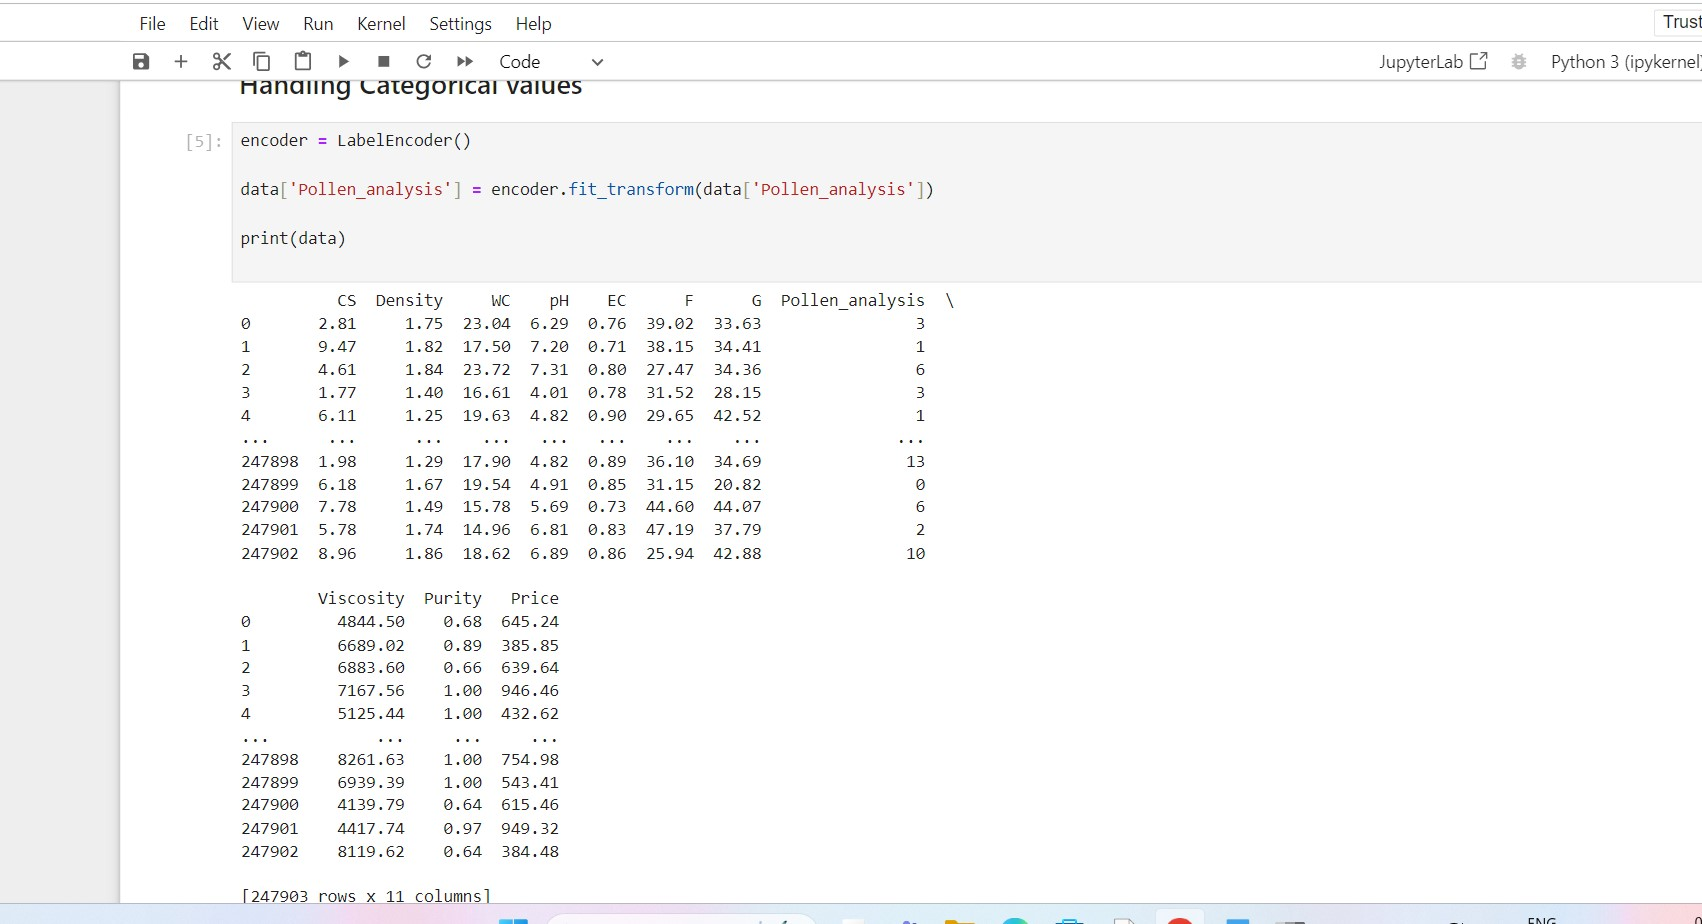 File Edit View Run Kernel Settings Help Trust
Code JupyterLab Python 3 (ipykernel)
Handling Categorical values
[5]: encoder = LabelEncoder()
data['Pollen_analysis'] = encoder.fit_transform(data['Pollen_analysis'])
print(data)
CS Density WC pH EC F G Pollen_analysis \
0 2.81 1.75 23.04 6.29 0.76 39.02 33.63 3
1 9.47 1.82 17.50 7.20 0.71 38.15 34.41 1
2 4.61 1.84 23.72 7.31 0.80 27.47 34.36 6
3 1.77 1.40 16.61 4.01 0.78 31.52 28.15 3
4 6.11 1.25 19.63 4.82 0.90 29.65 42.52 1
... ... ... ... ... ... ... ... ...
247898 1.98 1.29 17.90 4.82 0.89 36.10 34.69 13
247899 6.18 1.67 19.54 4.91 0.85 31.15 20.82 0
247900 7.78 1.49 15.78 5.69 0.73 44.60 44.07 6
247901 5.78 1.74 14.96 6.81 0.83 47.19 37.79 2
247902 8.96 1.86 18.62 6.89 0.86 25.94 42.88 10
Viscosity Purity Price
0 4844.50 0.68 645.24
1 6689.02 0.89 385.85
2 6883.60 0.66 639.64
3 7167.56 1.00 946.46
4 5125.44 1.00 432.62
... ... ... ...
247898 8261.63 1.00 754.98
247899 6939.39 1.00 543.41
247900 4139.79 0.64 615.46
247901 4417.74 0.97 949.32
247902 8119.62 0.64 384.48
[247903 rows x 11 columns]
ENG